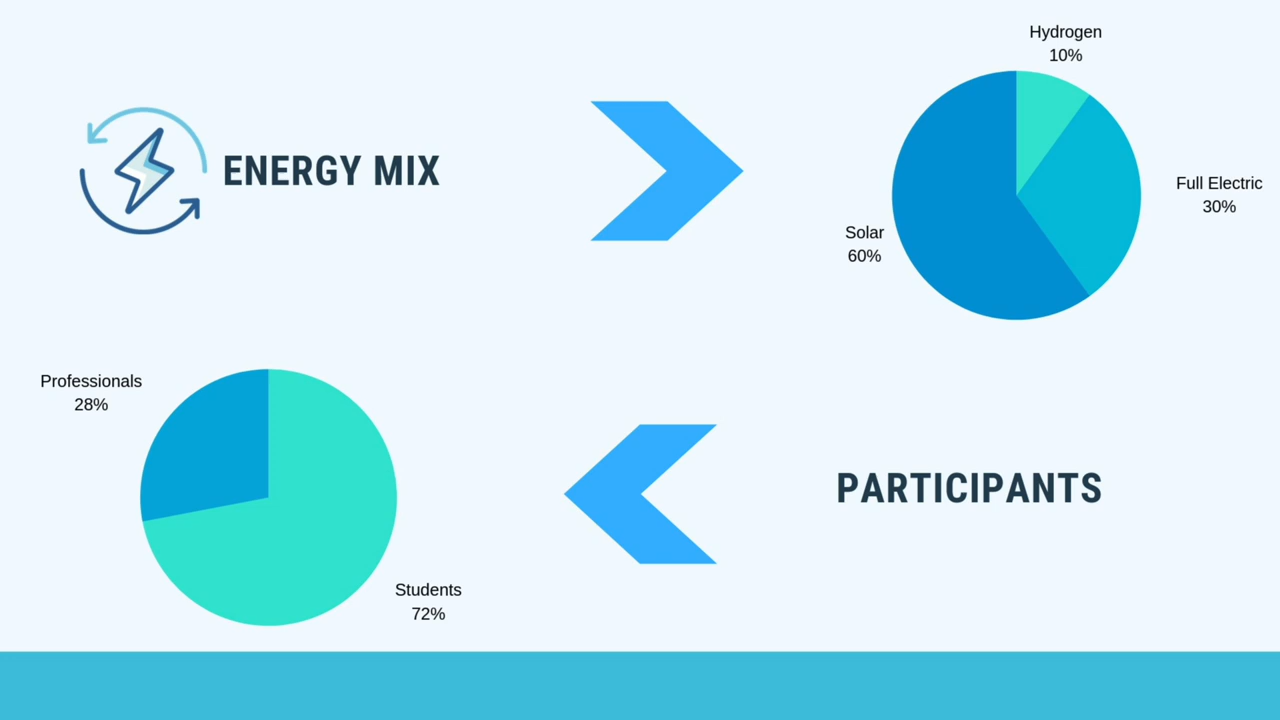 Hydrogen
10%
ENERGY MIX
Full Electric
30%
Solar
60%
Professionals
28%
PARTICIPANTS
Students
72%